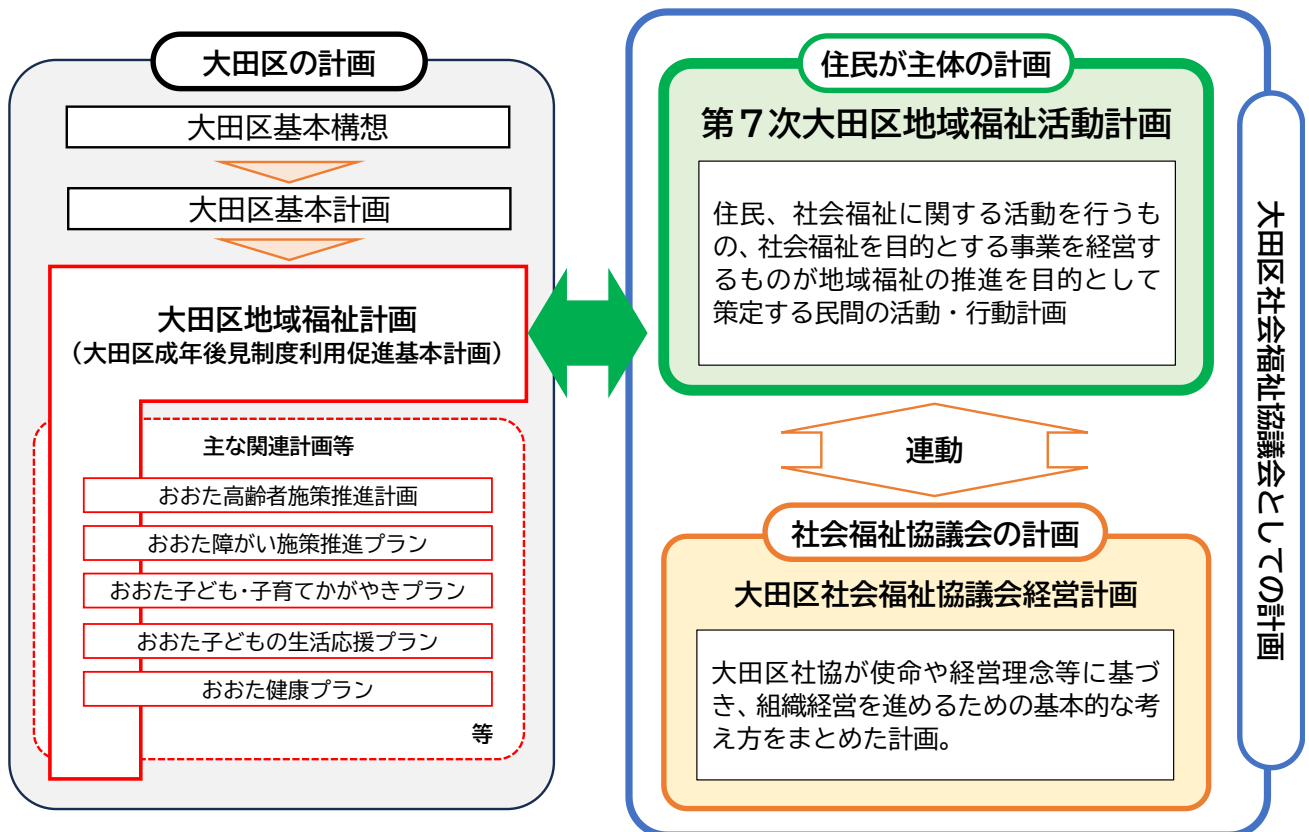 大田区の計画
大田区基本構想
大田区基本計画
大田区地域福祉計画
（大田区成年後見制度利用促進基本計画）
主な関連計画等
おおた高齢者施策推進計画
おおた障がい施策推進プラン
おおた子ども・子育てかがやきプラン
おおた子どもの生活応援プラン
おおた健康プラン
等
住民が主体の計画
第７次大田区地域福祉活動計画
住民、社会福祉に関する活動を行うも
の、社会福祉を目的とする事業を経営す
るものが地域福祉の推進を目的として
策定する民間の活動・行動計画
連動
社会福祉協議会の計画
大田区社会福祉協議会経営計画
大田区社協が使命や経営理念等に基づ
き、組織経営を進めるための基本的な考
え方をまとめた計画。
大田区社会福祉協議会としての計画